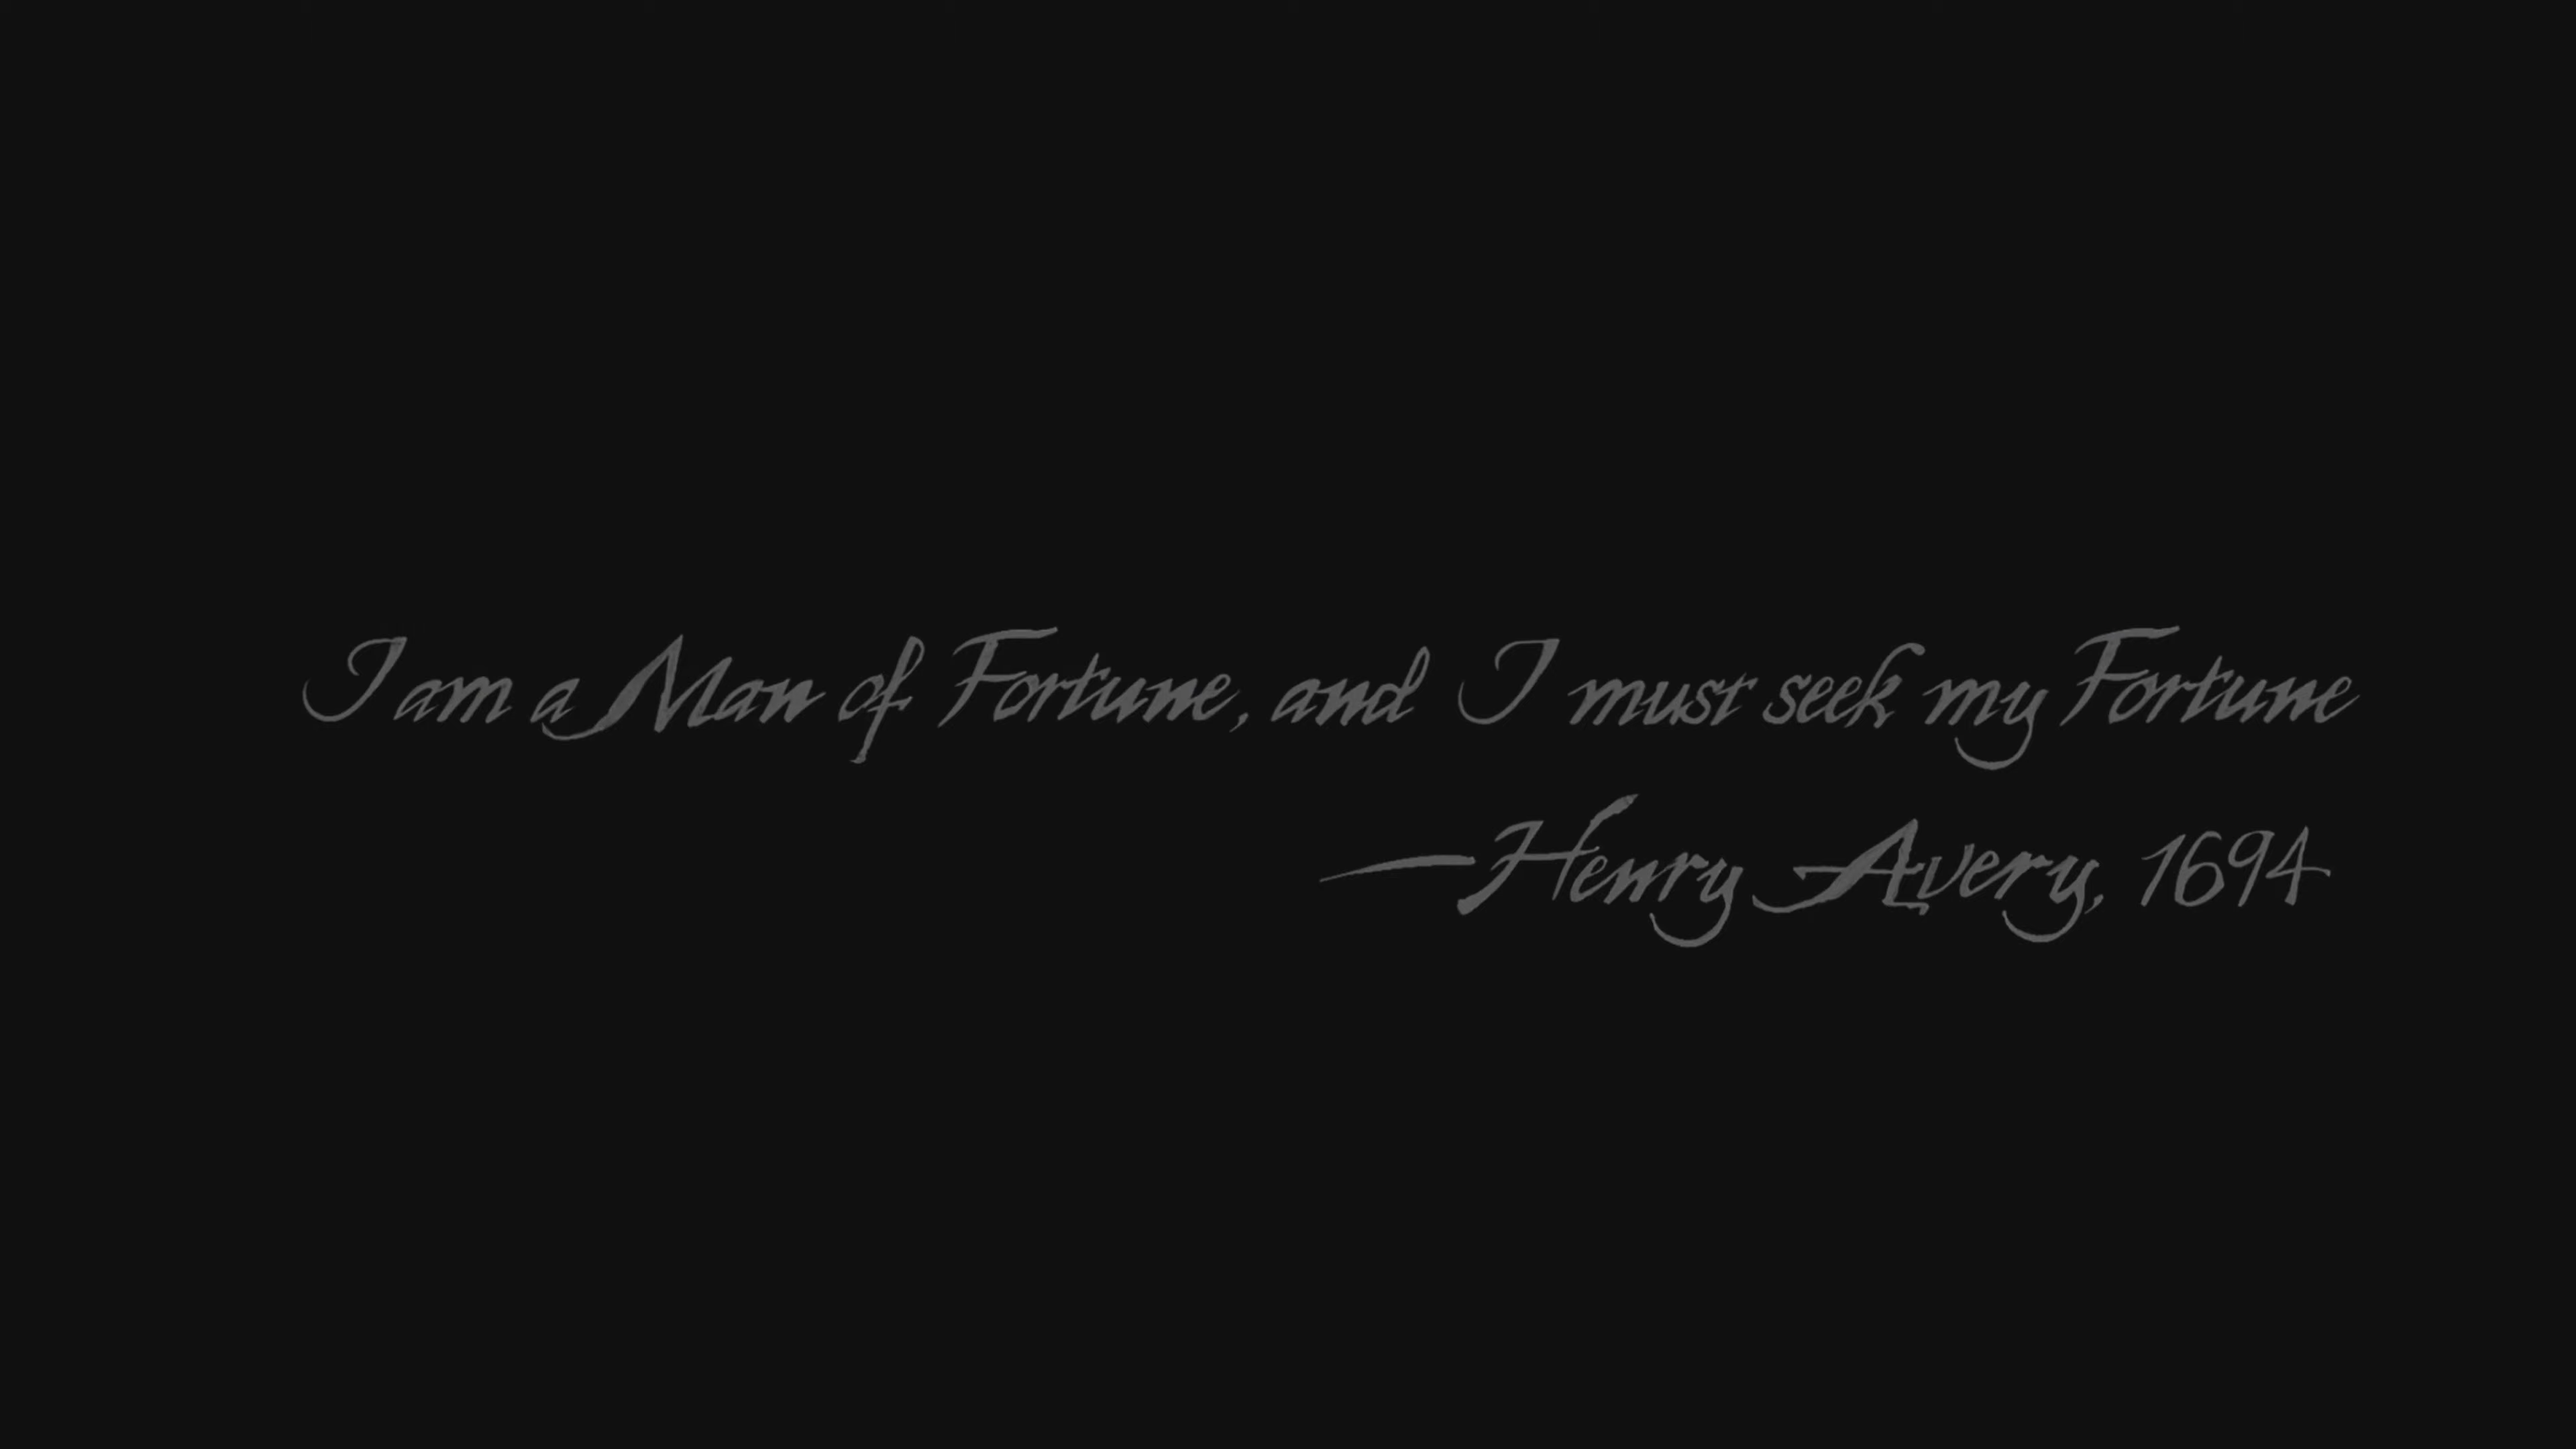 I am a Man of Fortune, and I must seek my Fortune
—Henry Avery, 1694